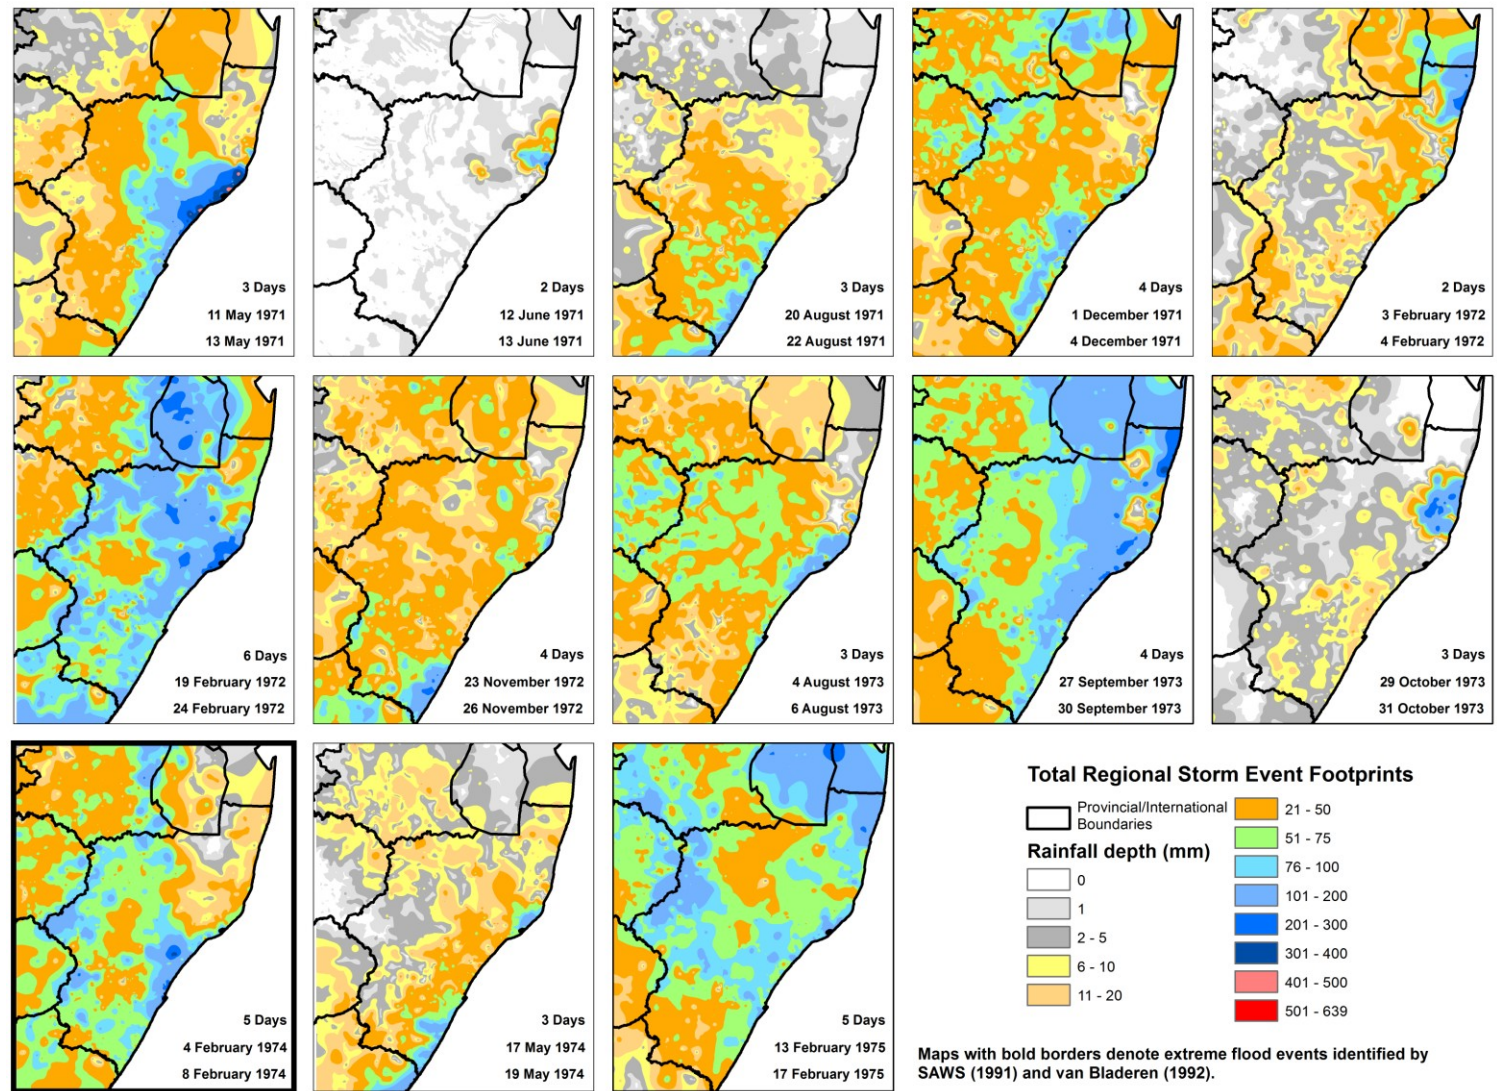 3 Days
11 May 1971
13 May 1971
2 Days
12 June 1971
13 June 1971
3 Days
20 August 1971
22 August 1971
4 Days
1 December 1971
4 December 1971
2 Days
3 February 1972
4 February 1972
6 Days
19 February 1972
24 February 1972
4 Days
23 November 1972
26 November 1972
3 Days
4 August 1973
6 August 1973
4 Days
27 September 1973
30 September 1973
3 Days
29 October 1973
31 October 1973
5 Days
4 February 1974
8 February 1974
3 Days
17 May 1974
19 May 1974
5 Days
13 February 1975
17 February 1975
Total Regional Storm Event Footprints
Provincial/International
Boundaries
Rainfall depth (mm)
0
1
2 - 5
6 - 10
11 - 20
21 - 50
51 - 75
76 - 100
101 - 200
201 - 300
301 - 400
401 - 500
501 - 639
Maps with bold borders denote extreme flood events identified by
SAWS (1991) and van Bladeren (1992).